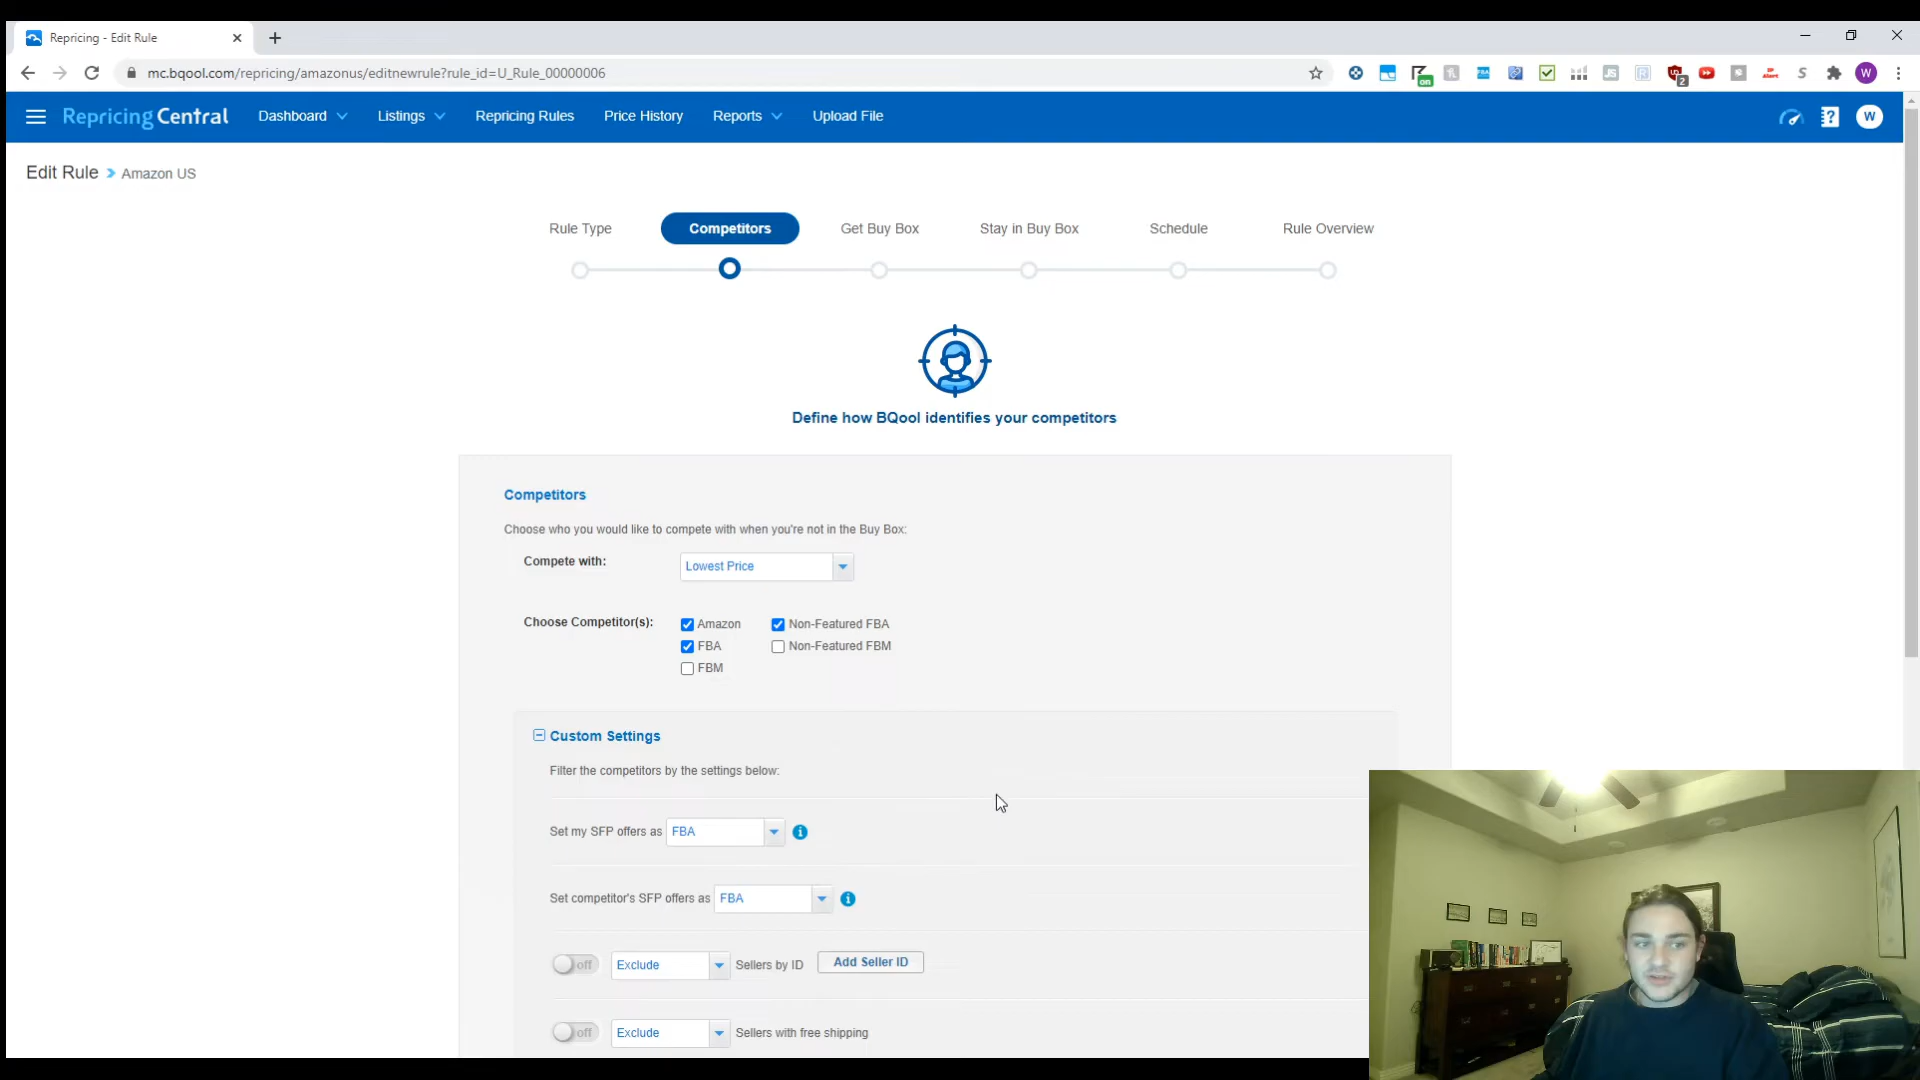 Repricing - Edit Rule
mc.bqool.com/repricing/amazonus/editnewrule?rule_id=U_Rule_00000006
on
2
W
Repricing Central
Dashboard
Listings
Repricing Rules
Price History
Reports
Upload File
?
W
Edit Rule
Amazon US
Rule Type
Competitors
Get Buy Box
Stay in Buy Box
Schedule
Rule Overview
Define how BQool identifies your competitors
Competitors
Choose who you would like to compete with when you're not in the Buy Box:
Compete with:
Lowest Price
Choose Competitor(s):
Amazon
Non-Featured FBA
FBA
Non-Featured FBM
FBM
Custom Settings
Filter the competitors by the settings below:
Set my SFP offers as
FBA
Set competitor's SFP offers as
FBA
off
Exclude
Sellers by ID
Add Seller ID
off
Exclude
Sellers with free shipping